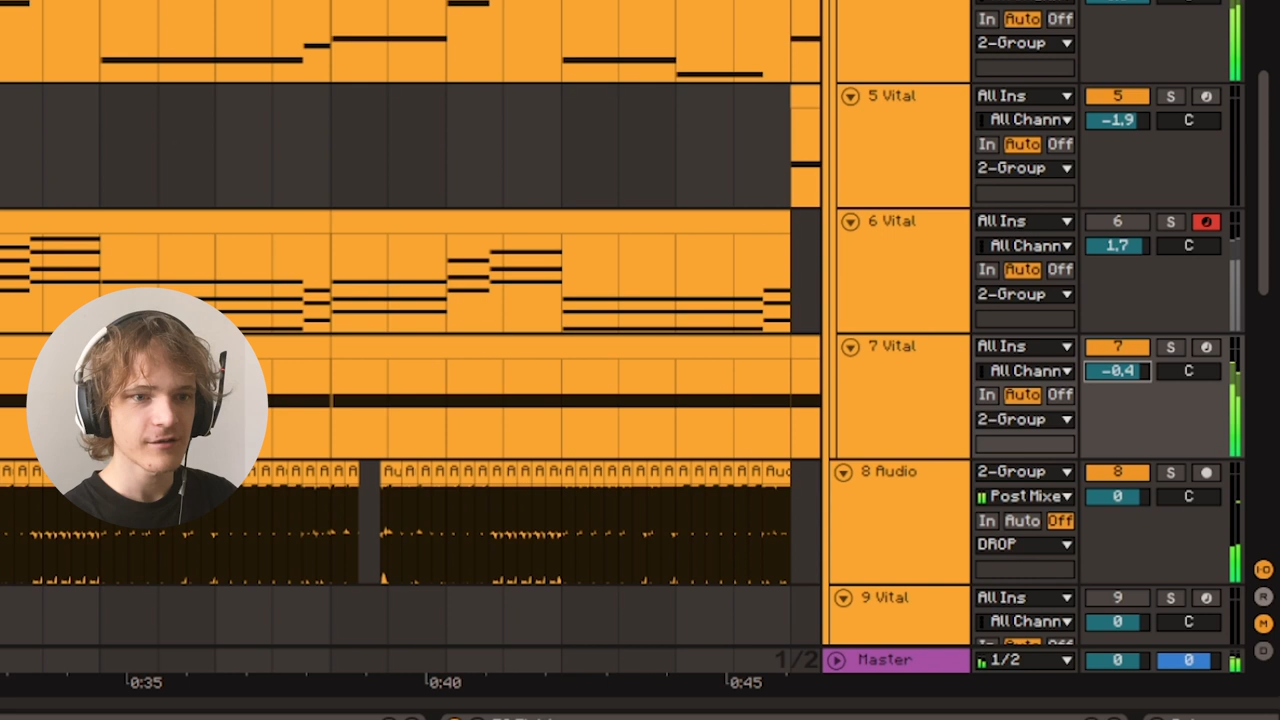 In Auto Off
2-Group
5 Vital All Ins 5 S
All Chann -1.9 C
In Auto Off
2-Group
6 Vital All Ins 6 S
All Chann 1.7 C
In Auto Off
2-Group
7 Vital All Ins 7 S
All Chann -0.4 C
In Auto Off
2-Group
8 Audio 2-Group 8 S
Post Mixe 0 C
In Auto Off
DROP
9 Vital All Ins 9 S
All Chann 0 C
1/2 Master 1/2 0 0
0:35 0:40 0:45
I·O
R
M
D